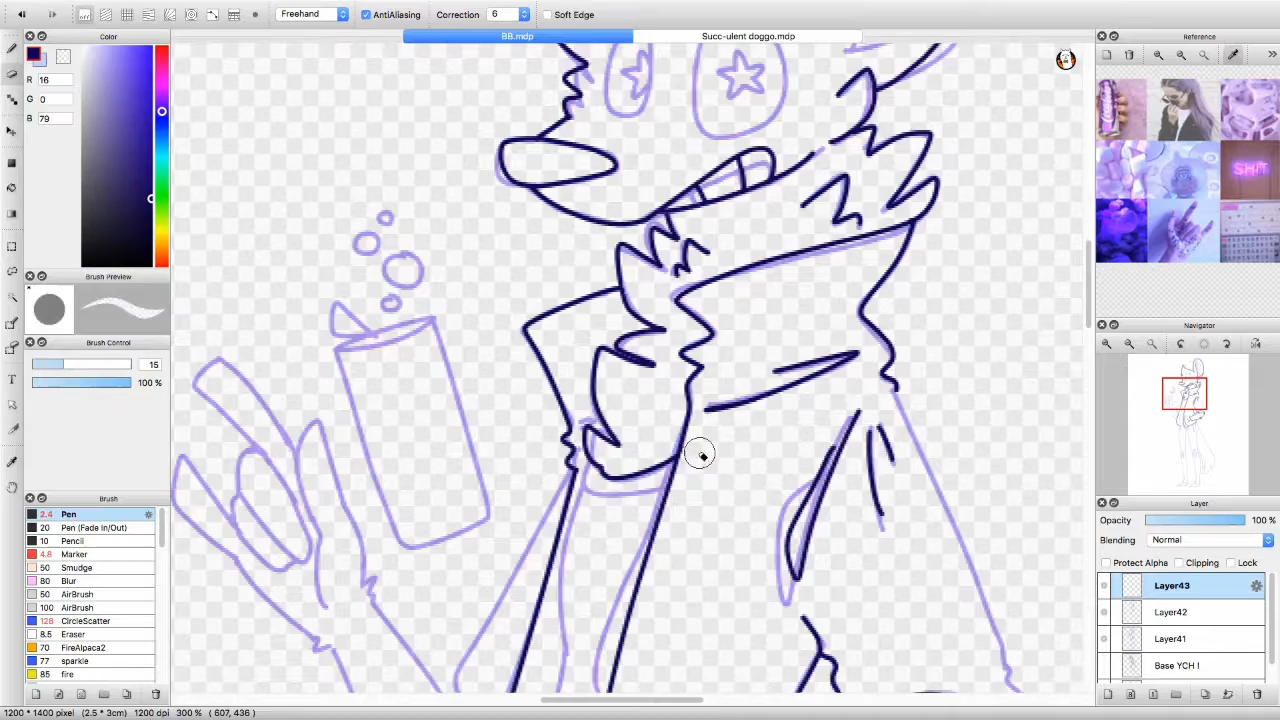 Freehand
AntiAliasing
Correction
6
Soft Edge
Color
BB.mdp
Succ-ulent doggo.mdp
Reference
R 16
G 0
B 79
SHIT
Brush Preview
Brush Control
15
100 %
Navigator
Brush
2.4 Pen
20 Pen (Fade In/Out)
10 Pencil
4.8 Marker
50 Smudge
80 Blur
50 AirBrush
100 AirBrush
128 CircleScatter
8.5 Eraser
70 FireAlpaca2
77 sparkle
85 fire
Layer
Opacity 100 %
Blending Normal
Protect Alpha Clipping Lock
Layer43
Layer42
Layer41
Base YCH !
1200 * 1400 pixel (2.5 * 3cm) 1200 dpi 300 % ( 607, 436 )